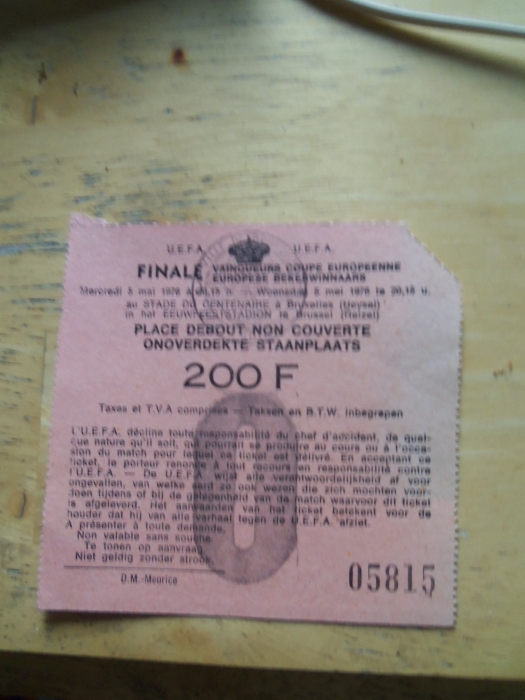 U.E.F.A. U.E.F.A.
FINALE VAINQUEURS COUPE EUROPEENNE
EUROPESE BEKERWINNAARS
Mercredi 5 mai 1976 à 20,15 h. — Woensdag 5 mei 1976 te 20,15 u.
au STADE DU CENTENAIRE à Bruxelles (Heysel)
in het EEUWFEESTSTADION te Brussel (Heizel)
PLACE DEBOUT NON COUVERTE
ONOVERDEKTE STAANPLAATS
200 F
Taxes et T.V.A comprises — Taksen en B.T.W. inbegrepen
L'U.E.F.A. décline toute responsabilité du chef d'accident, de quel-
que nature qu'il soit, qui pourrait se produire au cours ou à l'occa-
sion du match pour lequel ce ticket est délivré. En acceptant ce
ticket, le porteur renonce à tout recours en responsabilité contre
l'U.E.F.A. — De U.E.F.A. wijst alle verantwoordelijkheid af voor
ongevallen, van welke aard ze ook wezen die zich mochten voor-
doen tijdens of bij de gelegenheid van de match waarvoor dit ticket
is afgeleverd. Het aanvaarden van het ticket betekent voor de
houder dat hij van alle verhaal tegen de U.E.F.A. afziet.
A présenter à toute demande.
Non valable sans souche.
Te tonen op aanvraag
Niet geldig zonder strook
D.M.-Meurice
05815
0